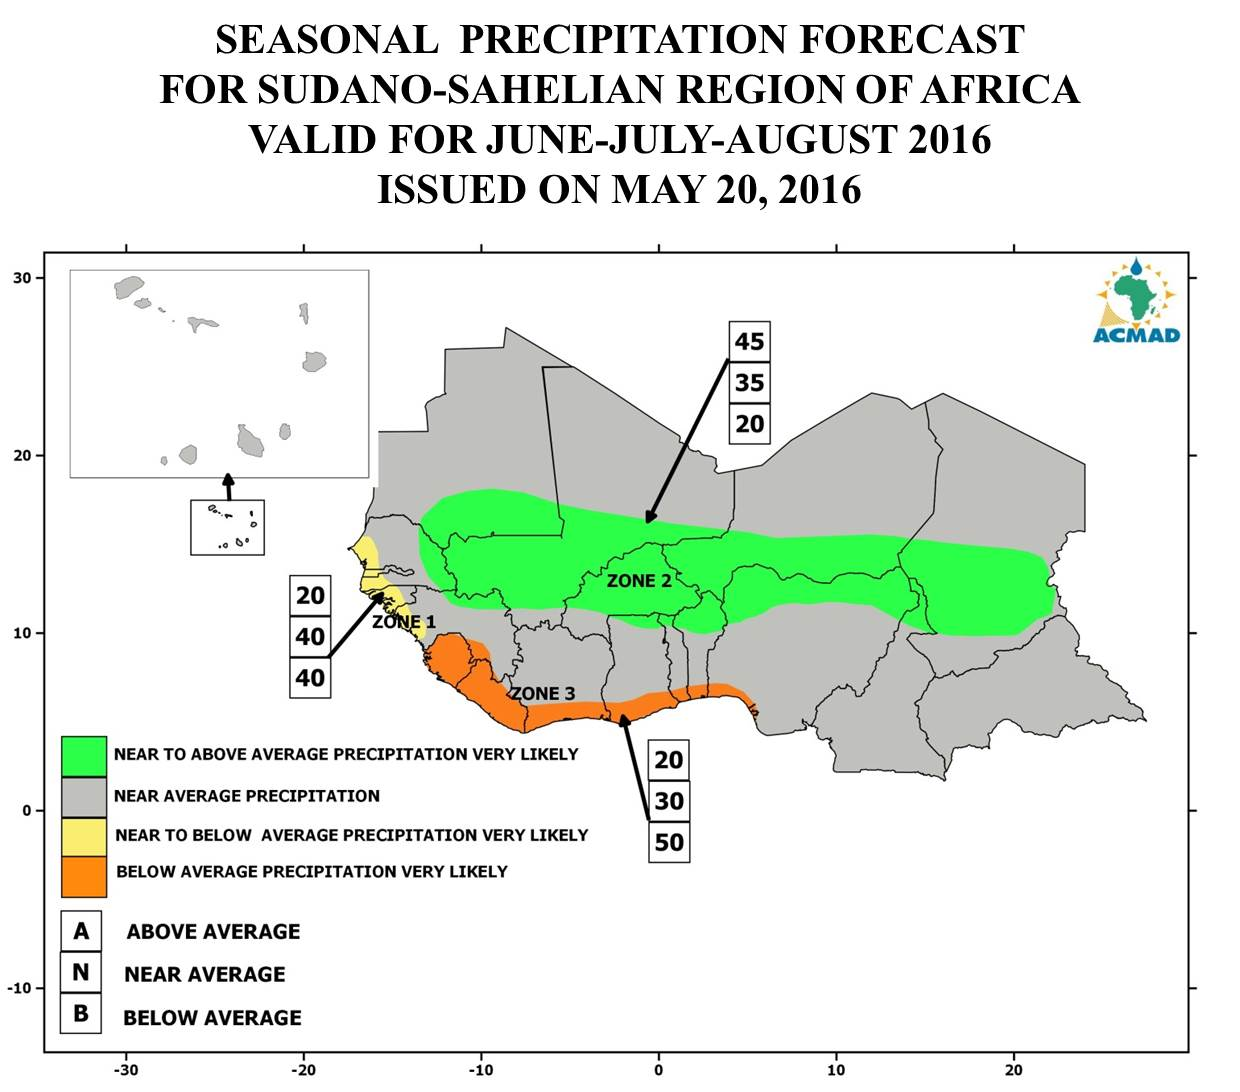 SEASONAL PRECIPITATION FORECAST
FOR SUDANO-SAHELIAN REGION OF AFRICA
VALID FOR JUNE-JULY-AUGUST 2016
ISSUED ON MAY 20, 2016
30
20
10
0
-10
-30
-20
-10
0
10
20
ACMAD
45
35
20
ZONE 2
20
40
40
ZONE 1
ZONE 3
20
30
50
NEAR TO ABOVE AVERAGE PRECIPITATION VERY LIKELY
NEAR AVERAGE PRECIPITATION
NEAR TO BELOW AVERAGE PRECIPITATION VERY LIKELY
BELOW AVERAGE PRECIPITATION VERY LIKELY
A ABOVE AVERAGE
N NEAR AVERAGE
B BELOW AVERAGE